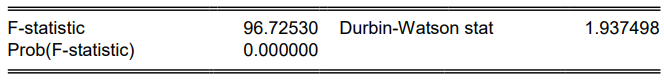 F-statistic 96.72530 Durbin-Watson stat 1.937498
Prob(F-statistic) 0.000000